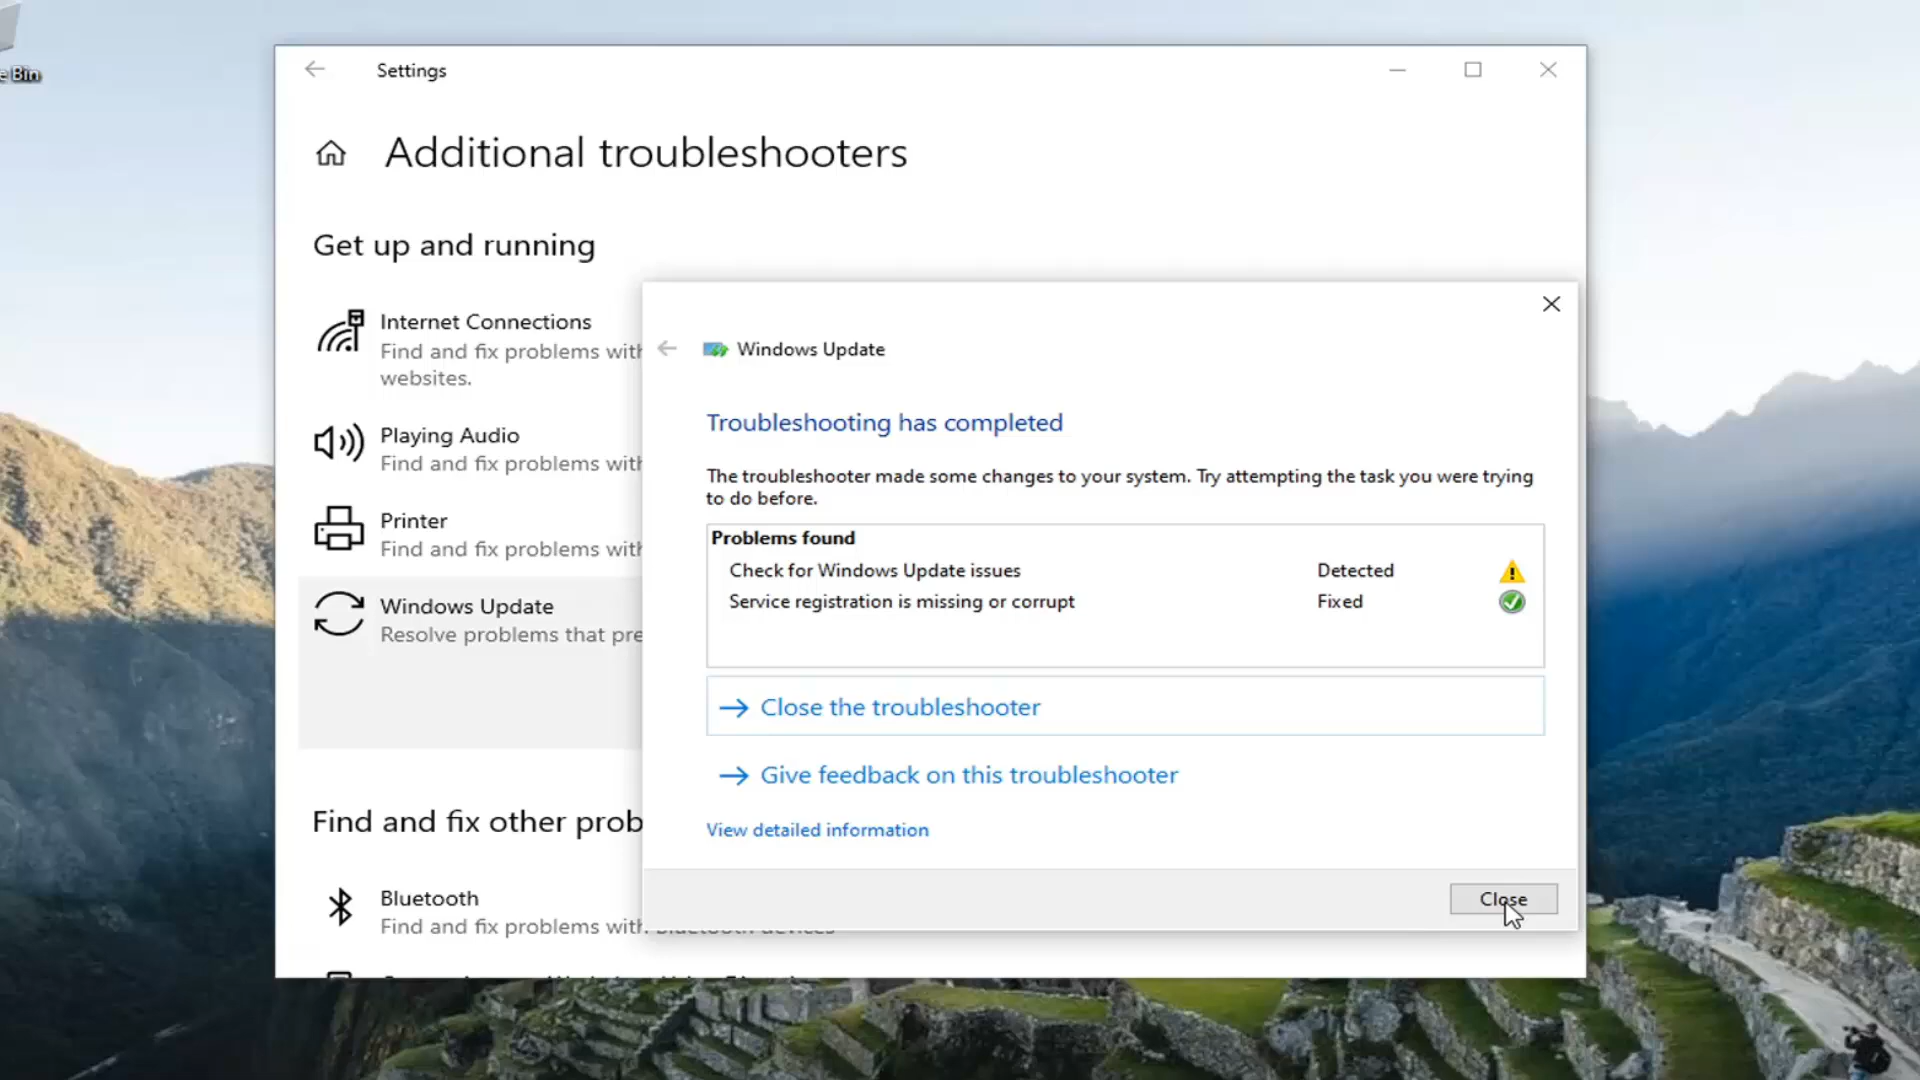 e Bin
Settings
Additional troubleshooters
Get up and running
Internet Connections
Find and fix problems with
websites.
Playing Audio
Find and fix problems with
Printer
Find and fix problems with
Windows Update
Resolve problems that pre
Find and fix other prob
Bluetooth
Find and fix problems with Bluetooth devices
Windows Update
Troubleshooting has completed
The troubleshooter made some changes to your system. Try attempting the task you were trying
to do before.
Problems found
Check for Windows Update issues Detected
Service registration is missing or corrupt Fixed
Close the troubleshooter
Give feedback on this troubleshooter
View detailed information
Close